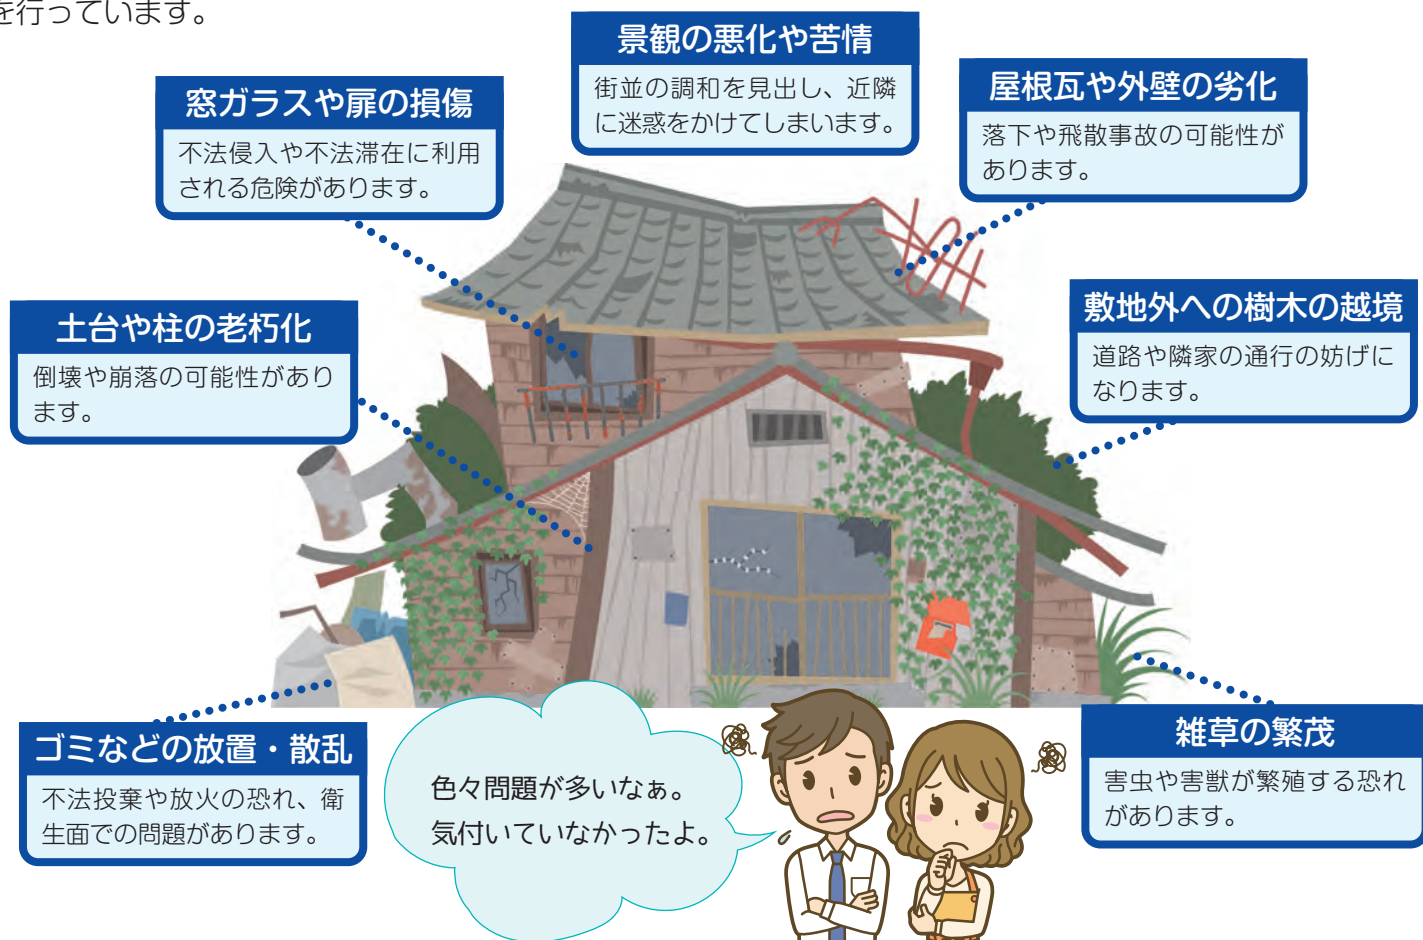 を行っています。
景観の悪化や苦情
街並の調和を見出し、近隣
に迷惑をかけてしまいます。
窓ガラスや扉の損傷
不法侵入や不法滞在に利用
される危険があります。
屋根瓦や外壁の劣化
落下や飛散事故の可能性が
あります。
土台や柱の老朽化
倒壊や崩落の可能性があり
ます。
敷地外への樹木の越境
道路や隣家の通行の妨げに
なります。
ゴミなどの放置・散乱
不法投棄や放火の恐れ、衛
生面での問題があります。
色々問題が多いなぁ。
気付いていなかったよ。
雑草の繁茂
害虫や害獣が繁殖する恐れ
があります。